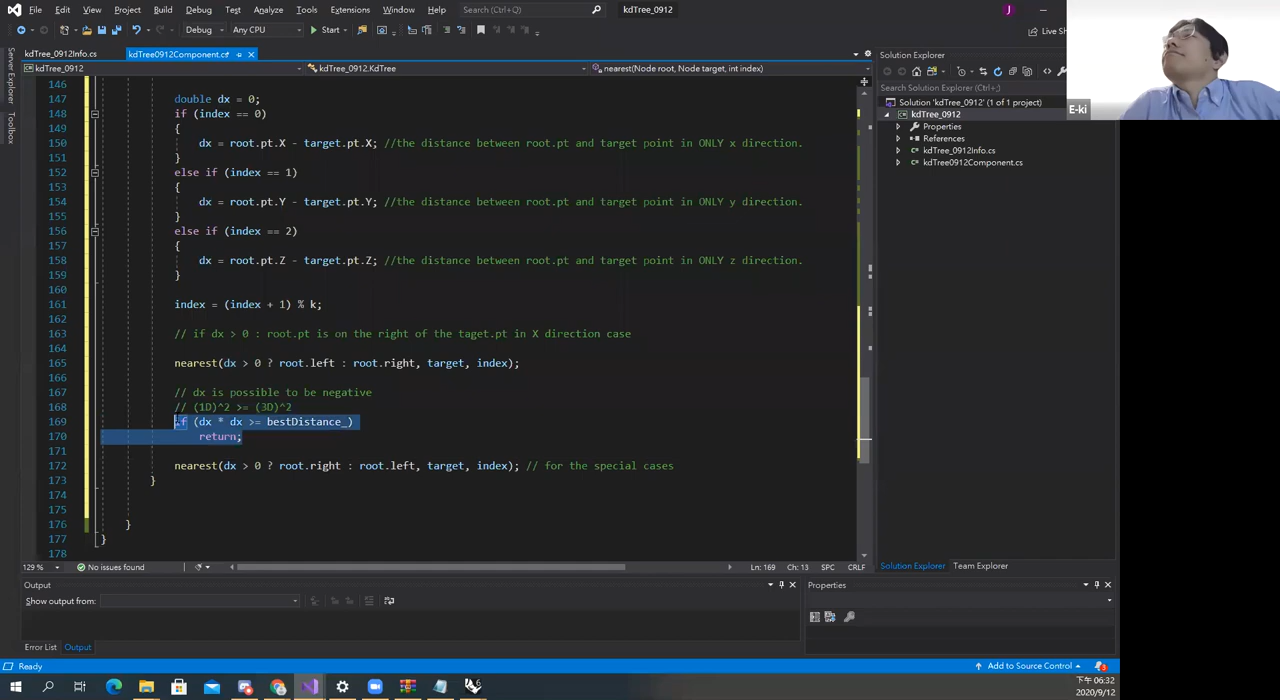 File Edit View Project Build Debug Test Analyze Tools Extensions Window Help Search (Ctrl+Q) kdTree_0912 J
Debug Any CPU Start Live Sh
kdTree_0912Info.cs kdTree0912Component.cs
kdTree_0912 kdTree_0912.KdTree nearest(Node root, Node target, int index)
Server Explorer
Toolbox
146
147 double dx = 0;
148 if (index == 0)
149 {
150 dx = root.pt.X - target.pt.X; //the distance between root.pt and target point in ONLY x direction.
151 }
152 else if (index == 1)
153 {
154 dx = root.pt.Y - target.pt.Y; //the distance between root.pt and target point in ONLY y direction.
155 }
156 else if (index == 2)
157 {
158 dx = root.pt.Z - target.pt.Z; //the distance between root.pt and target point in ONLY z direction.
159 }
160
161 index = (index + 1) % k;
162
163 // if dx > 0 : root.pt is on the right of the taget.pt in X direction case
164
165 nearest(dx > 0 ? root.left : root.right, target, index);
166
167 // dx is possible to be negative
168 // (1D)^2 >= (3D)^2
169 if (dx * dx >= bestDistance_)
170 return;
171
172 nearest(dx > 0 ? root.right : root.left, target, index); // for the special cases
173 }
174
175
176 }
177 }
178
129 % No issues found Ln: 169 Ch: 13 SPC CRLF
Output
Show output from:
Error List Output
Solution Explorer
Search Solution Explorer (Ctrl+;)
Solution 'kdTree_0912' (1 of 1 project)
kdTree_0912
Properties
References
kdTree_0912Info.cs
kdTree0912Component.cs
Solution Explorer Team Explorer
Properties
E-ki
Ready Add to Source Control 3
下午 06:32
2020/9/12